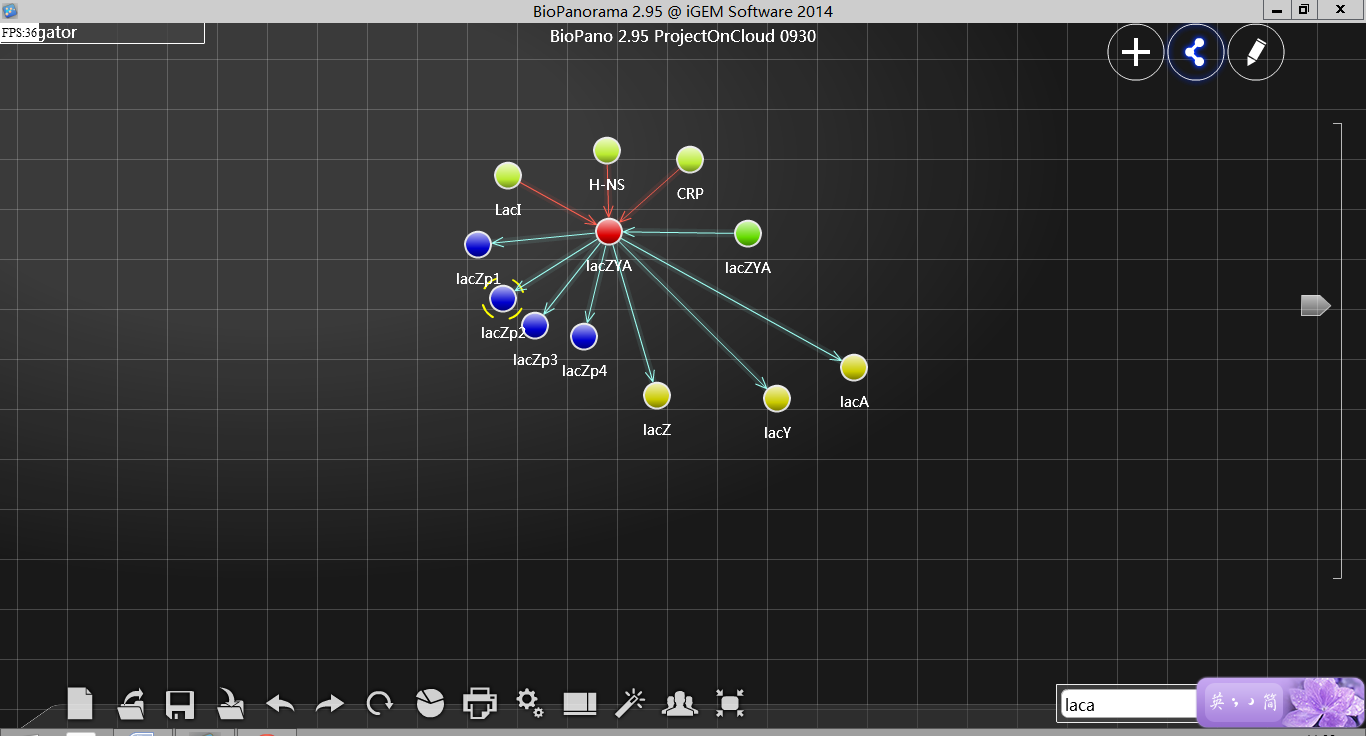 BioPanorama 2.95 @ iGEM Software 2014
FPS:36
gator
BioPano 2.95 ProjectOnCloud 0930
H-NS
CRP
LacI
lacZYA
lacZYA
lacZp1
lacZp2
lacZp3
lacZp4
lacA
lacZ
lacY
laca
英 简